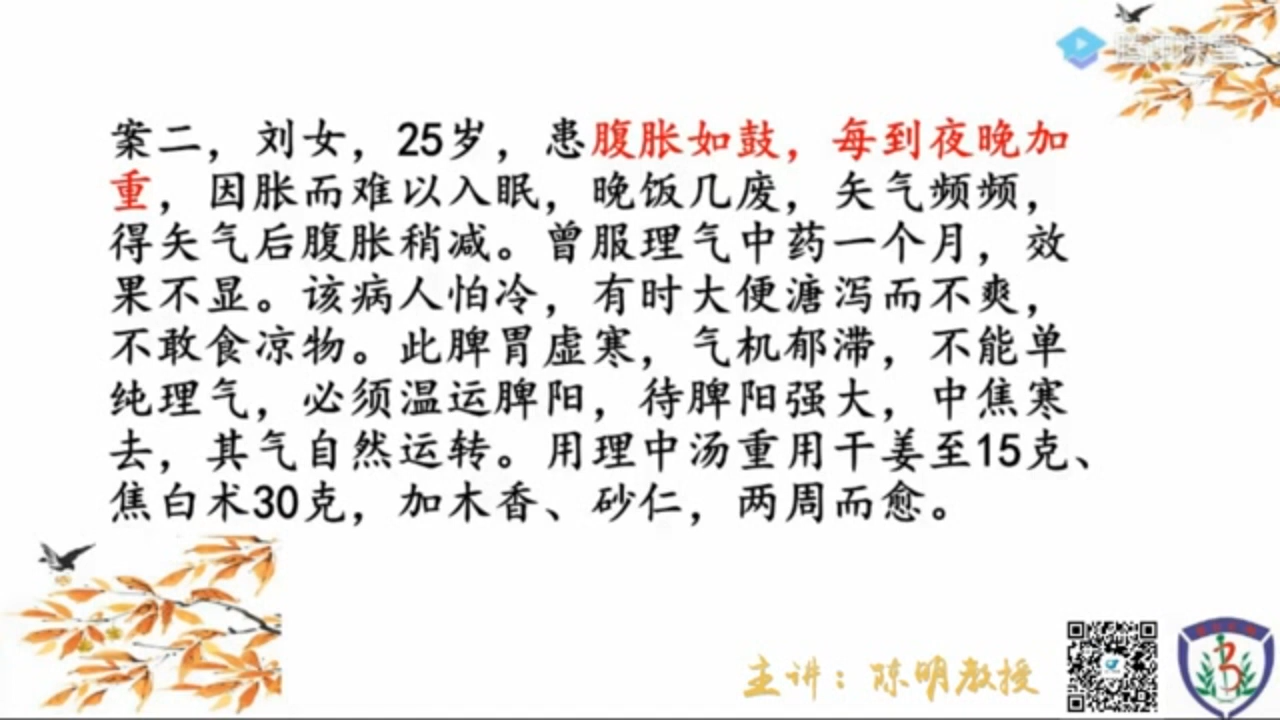 腾讯课堂
案二，刘女，25岁，患腹胀如鼓，每到夜晚加
重，因胀而难以入眠，晚饭几废，矢气频频，
得矢气后腹胀稍减。曾服理气中药一个月，效
果不显。该病人怕冷，有时大便溏泻而不爽，
不敢食凉物。此脾胃虚寒，气机郁滞，不能单
纯理气，必须温运脾阳，待脾阳强大，中焦寒
去，其气自然运转。用理中汤重用干姜至15克、
焦白术30克，加木香、砂仁，两周而愈。
主讲：陈明教授